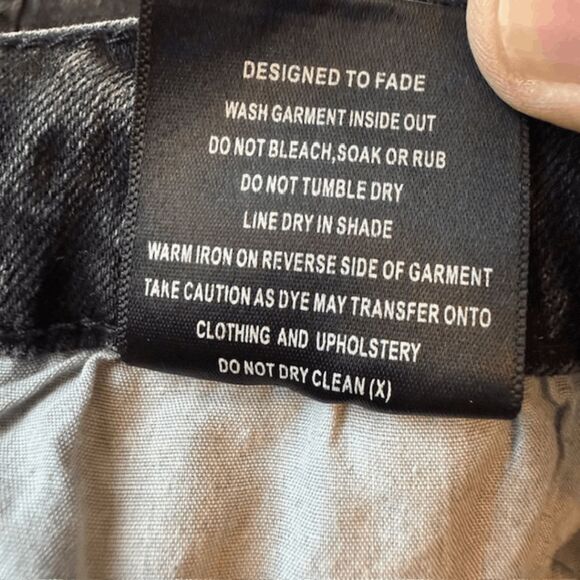 DESIGNED TO FADE
WASH GARMENT INSIDE OUT
DO NOT BLEACH,SOAK OR RUB
DO NOT TUMBLE DRY
LINE DRY IN SHADE
WARM IRON ON REVERSE SIDE OF GARMENT
TAKE CAUTION AS DYE MAY TRANSFER ONTO
CLOTHING AND UPHOLSTERY
DO NOT DRY CLEAN (X)